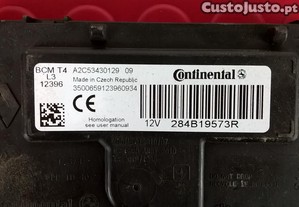 CustoJusto.pt
BCM T4
L3
12396
A2C53430129 09
Made in Czech Republic
3500659123960934
Continental
CE
Homologation
see user manual
12V
284B19573R